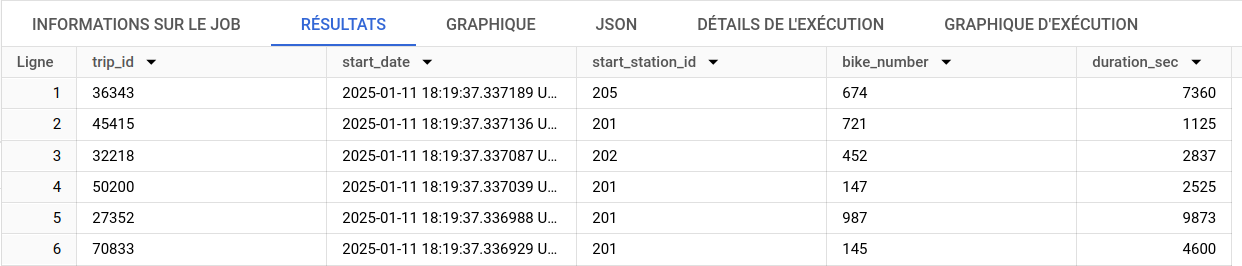 INFORMATIONS SUR LE JOB RÉSULTATS GRAPHIQUE JSON DÉTAILS DE L'EXÉCUTION GRAPHIQUE D'EXÉCUTION
Ligne trip_id start_date start_station_id bike_number duration_sec
1 36343 2025-01-11 18:19:37.337189 U... 205 674 7360
2 45415 2025-01-11 18:19:37.337136 U... 201 721 1125
3 32218 2025-01-11 18:19:37.337087 U... 202 452 2837
4 50200 2025-01-11 18:19:37.337039 U... 201 147 2525
5 27352 2025-01-11 18:19:37.336988 U... 201 987 9873
6 70833 2025-01-11 18:19:37.336929 U... 201 145 4600